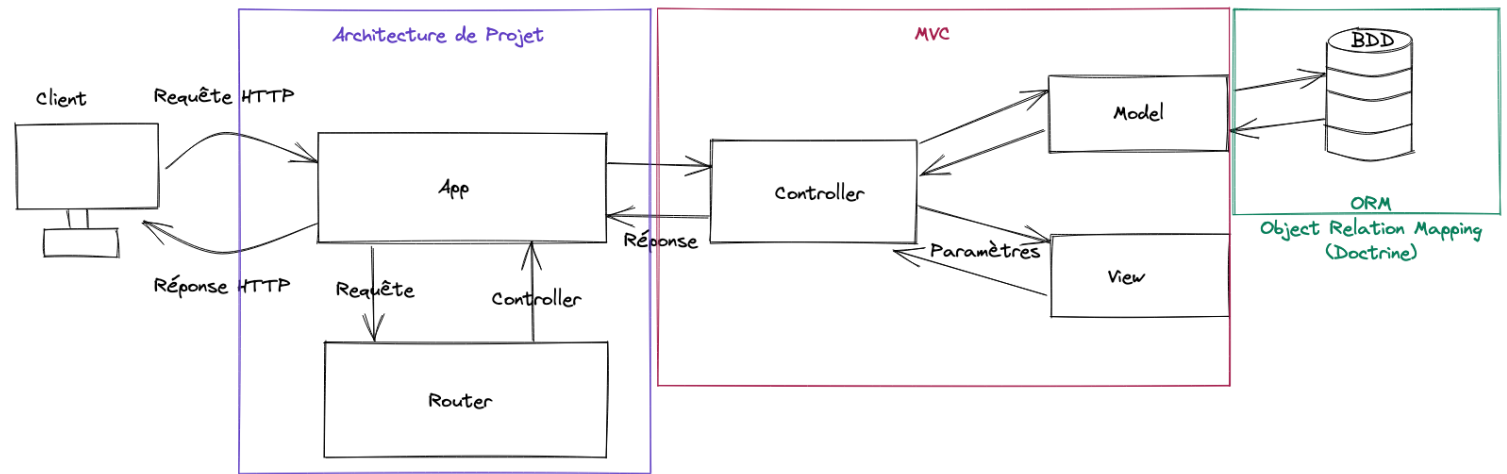 Architecture de Projet
MVC
BDD
Client
Requête HTTP
Model
App
Controller
ORM
Réponse
Object Relation Mapping
(Doctrine)
Paramètres
View
Réponse HTTP
Requête
Controller
Router